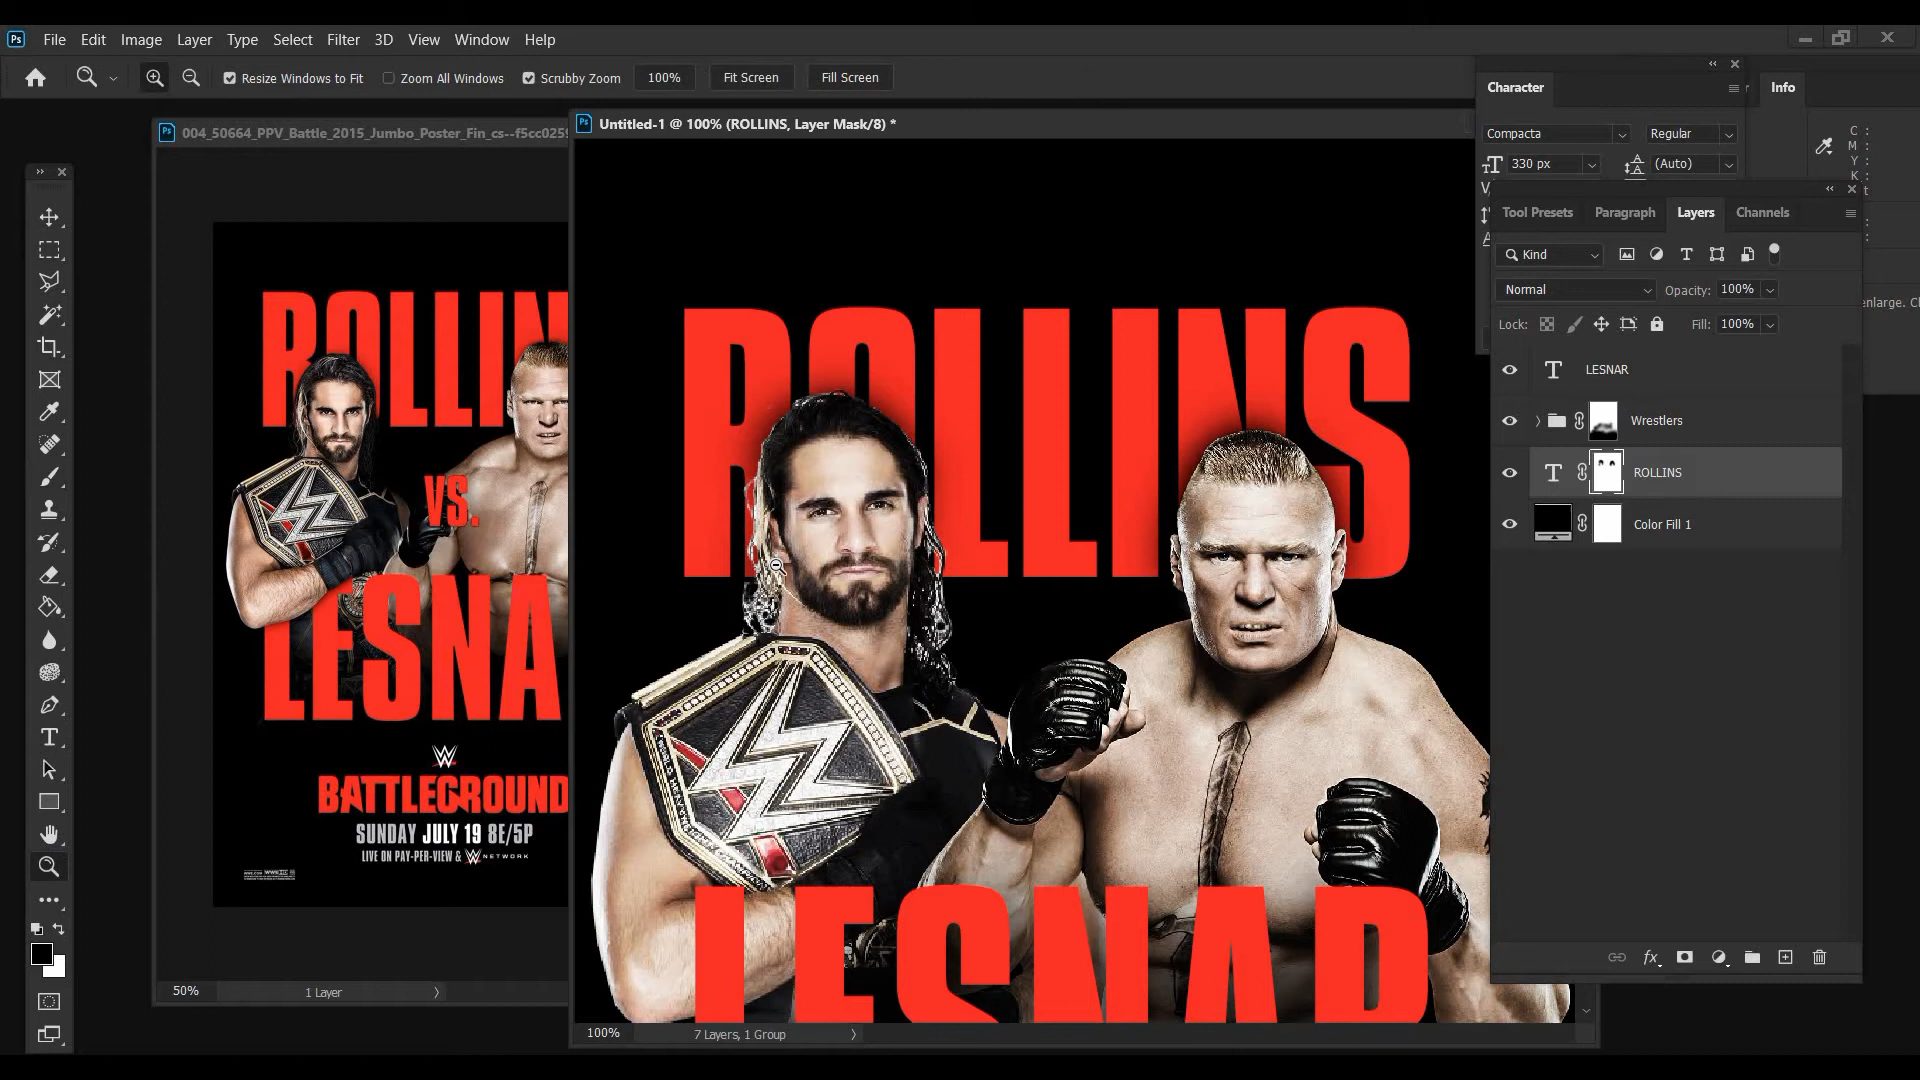 Ps File Edit Image Layer Type Select Filter 3D View Window Help
Resize Windows to Fit Zoom All Windows Scrubby Zoom 100% Fit Screen Fill Screen
004_50664_PPV_Battle_2015_Jumbo_Poster_Fin_cs--f5cc0259
Untitled-1 @ 100% (ROLLINS, Layer Mask/8) *
Character
Info
Compacta
Regular
330 px
(Auto)
C :
M :
Y :
K :
Tool Presets Paragraph Layers Channels
Kind
Normal
Opacity: 100%
Lock:
Fill: 100%
LESNAR
Wrestlers
ROLLINS
Color Fill 1
enlarge.
ROLLIN
VS.
LESNA
BATTLEGROUND
SUNDAY JULY 19 8E/5P
LIVE ON PAY-PER-VIEW & W NETWORK
50%
1 Layer
ROLLINS
LESNAR
100%
7 Layers, 1 Group